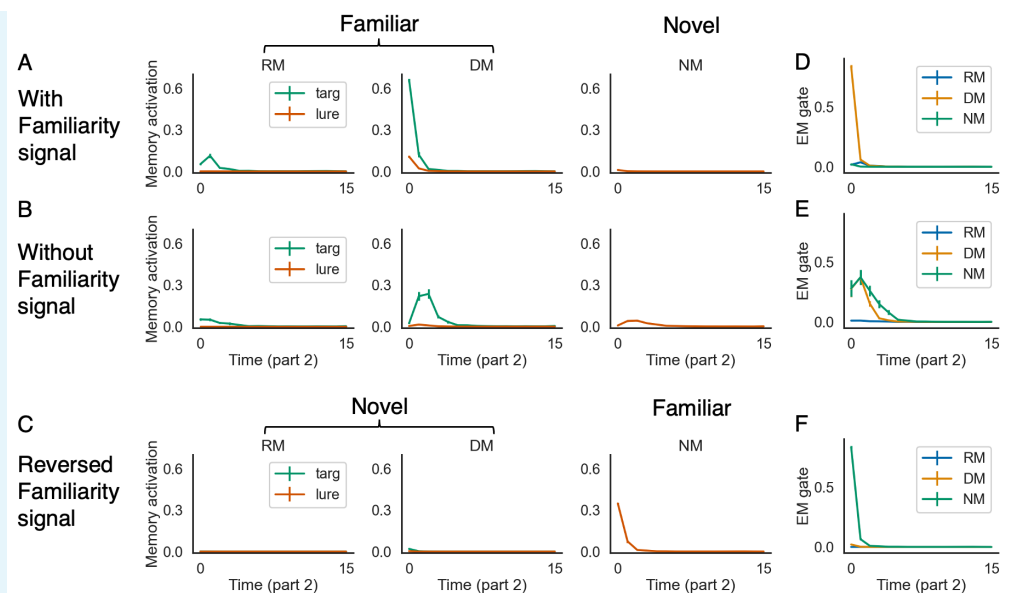 Familiar
Novel
A
RM
DM
NM
D
With
Familiarity
signal
Memory activation
0.6
0.3
0.0
targ
lure
0
15
0.6
0.3
0.0
0
15
0.6
0.3
0.0
0
15
EM gate
0.5
0.0
RM
DM
NM
0
15
B
E
Without
Familiarity
signal
Memory activation
0.6
0.3
0.0
targ
lure
0
15
Time (part 2)
0.6
0.3
0.0
0
15
Time (part 2)
0.6
0.3
0.0
0
15
Time (part 2)
EM gate
0.5
0.0
RM
DM
NM
0
15
Time (part 2)
Novel
Familiar
C
RM
DM
NM
F
Reversed
Familiarity
signal
Memory activation
0.6
0.3
0.0
targ
lure
0
15
Time (part 2)
0.6
0.3
0.0
0
15
Time (part 2)
0.6
0.3
0.0
0
15
Time (part 2)
EM gate
0.5
0.0
RM
DM
NM
0
15
Time (part 2)